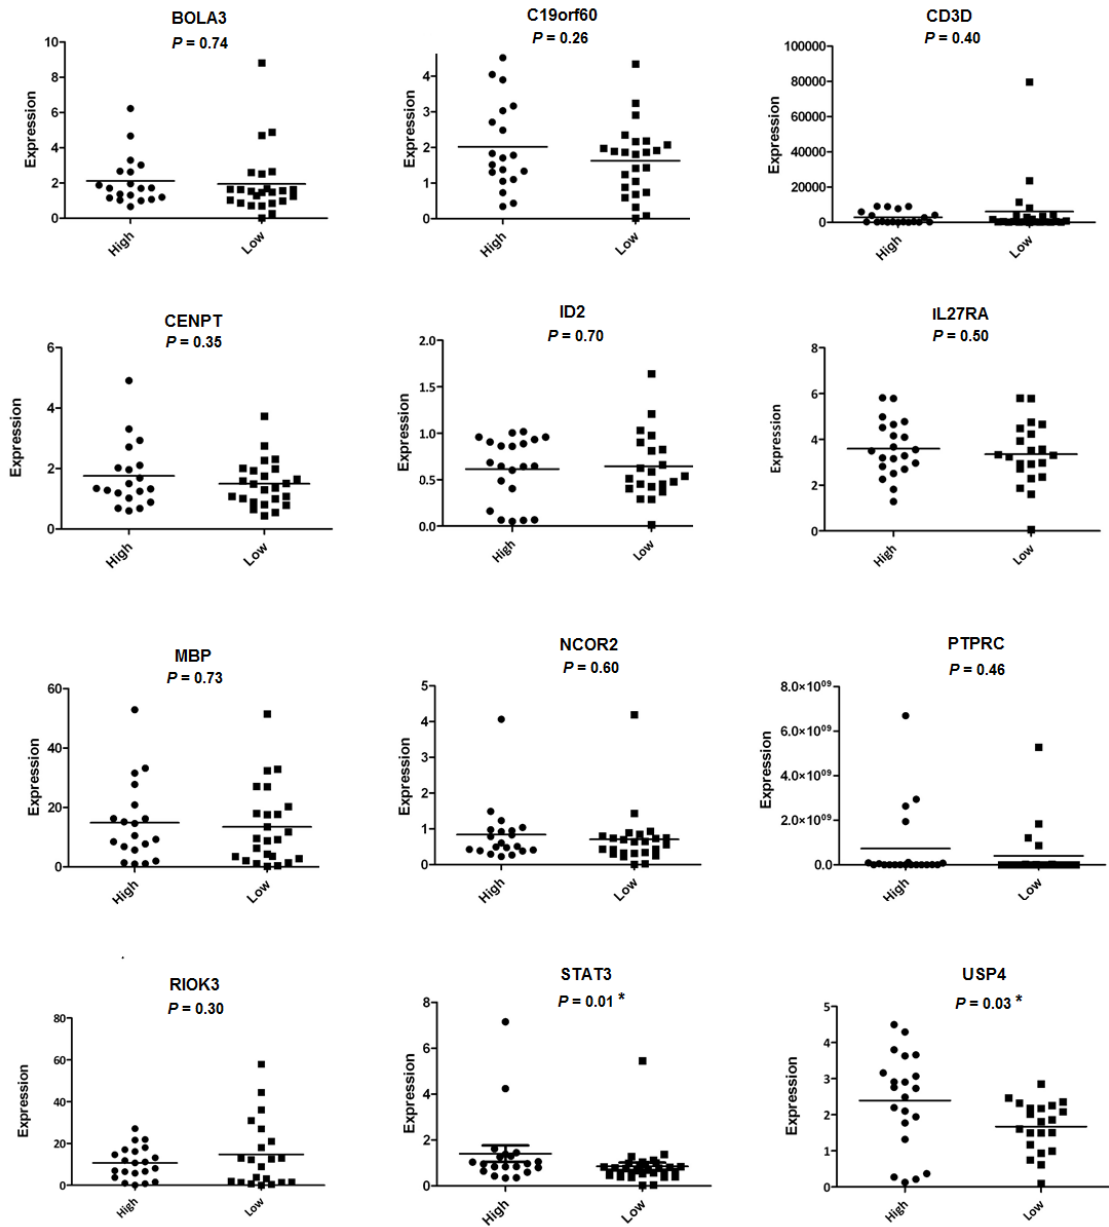 BOLA3
P = 0.74
Expression
10
8
6
4
2
0
High
Low
C19orf60
P = 0.26
Expression
4
3
2
1
0
High
Low
CD3D
P = 0.40
Expression
100000
80000
60000
40000
20000
0
High
Low
CENPT
P = 0.35
Expression
6
4
2
0
High
Low
ID2
P = 0.70
Expression
2.0
1.5
1.0
0.5
0.0
High
Low
IL27RA
P = 0.50
Expression
8
6
4
2
0
High
Low
MBP
P = 0.73
Expression
60
40
20
0
High
Low
NCOR2
P = 0.60
Expression
5
4
3
2
1
0
High
Low
PTPRC
P = 0.46
Expression
8.0×10⁰⁹
6.0×10⁰⁹
4.0×10⁰⁹
2.0×10⁰⁹
0.0
High
Low
RIOK3
P = 0.30
Expression
80
60
40
20
0
High
Low
STAT3
P = 0.01 *
Expression
8
6
4
2
0
High
Low
USP4
P = 0.03 *
Expression
5
4
3
2
1
0
High
Low